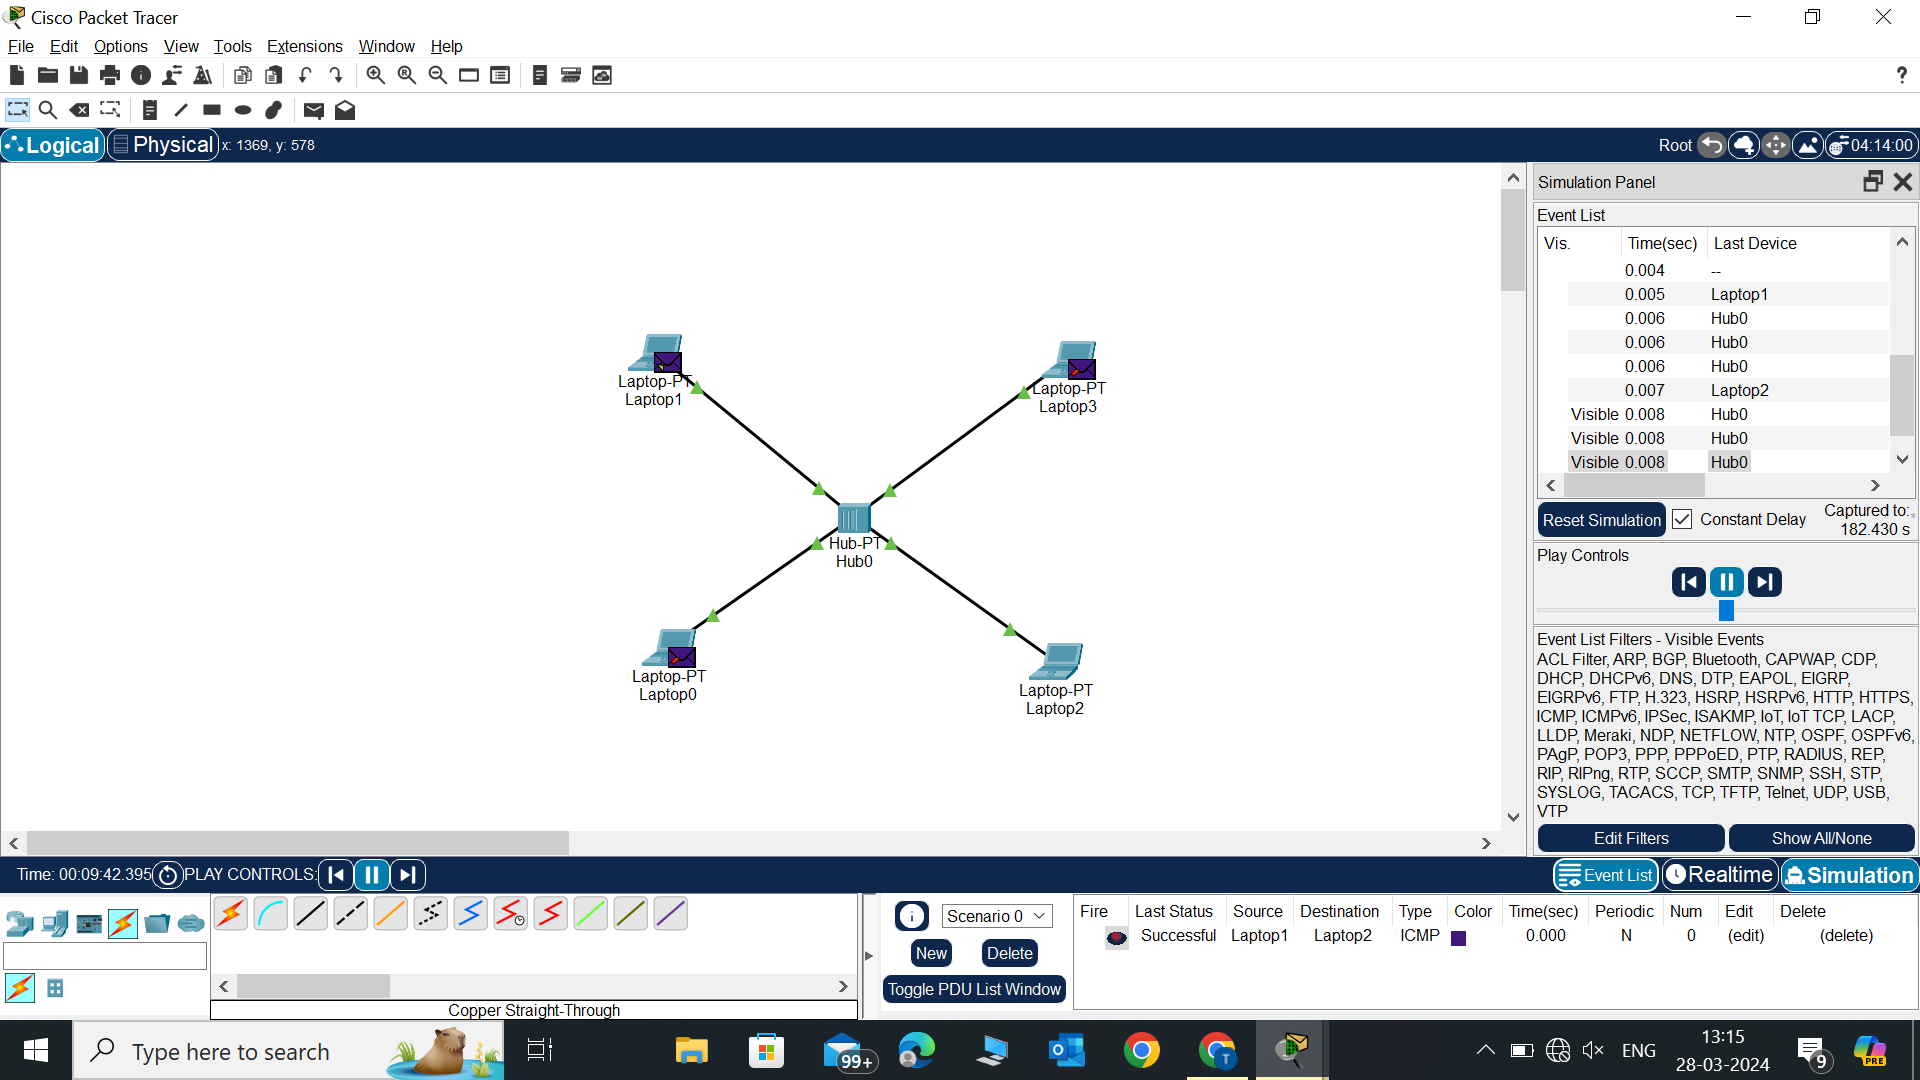 Cisco Packet Tracer
File Edit Options View Tools Extensions Window Help
?
Logical Physical x: 1369, y: 578 Root 04:14:00
Simulation Panel
Event List
Vis. Time(sec) Last Device
0.004 --
0.005 Laptop1
0.006 Hub0
0.006 Hub0
0.006 Hub0
0.007 Laptop2
Visible 0.008 Hub0
Visible 0.008 Hub0
Visible 0.008 Hub0
Reset Simulation Constant Delay Captured to:
182.430 s
Play Controls
Event List Filters - Visible Events
ACL Filter, ARP, BGP, Bluetooth, CAPWAP, CDP,
DHCP, DHCPv6, DNS, DTP, EAPOL, EIGRP,
EIGRPv6, FTP, H.323, HSRP, HSRPv6, HTTP, HTTPS,
ICMP, ICMPv6, IPSec, ISAKMP, IoT, IoT TCP, LACP,
LLDP, Meraki, NDP, NETFLOW, NTP, OSPF, OSPFv6,
PAgP, POP3, PPP, PPPoED, PTP, RADIUS, REP,
RIP, RIPng, RTP, SCCP, SMTP, SNMP, SSH, STP,
SYSLOG, TACACS, TCP, TFTP, Telnet, UDP, USB,
VTP
Edit Filters Show All/None
Laptop-PT
Laptop1
Laptop-PT
Laptop3
Hub-PT
Hub0
Laptop-PT
Laptop0
Laptop-PT
Laptop2
Time: 00:09:42.395 PLAY CONTROLS: Event List Realtime Simulation
Copper Straight-Through
Scenario 0
New Delete
Toggle PDU List Window
Fire Last Status Source Destination Type Color Time(sec) Periodic Num Edit Delete
Successful Laptop1 Laptop2 ICMP 0.000 N 0 (edit) (delete)
Type here to search
99+
T
ENG
13:15
28-03-2024
9
PRE